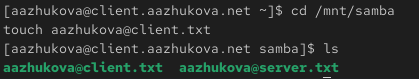 [aazhukova@client.aazhukova.net ~]$ cd /mnt/samba
touch aazhukova@client.txt
[aazhukova@client.aazhukova.net samba]$ ls
aazhukova@client.txt  aazhukova@server.txt